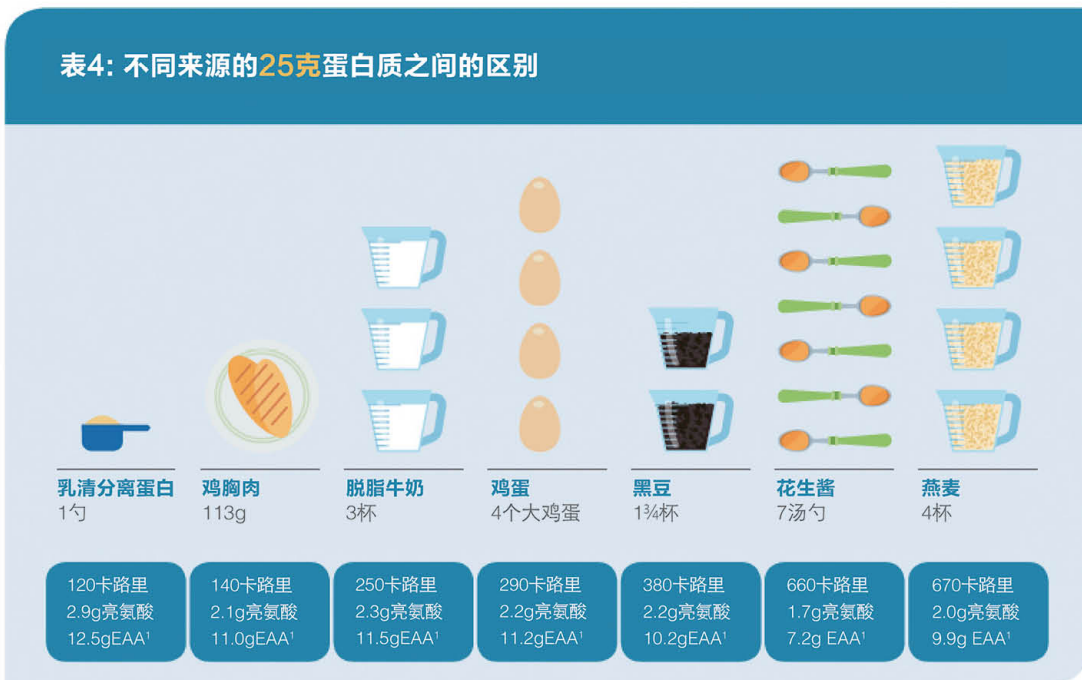 表4: 不同来源的25克蛋白质之间的区别
乳清分离蛋白
1勺
鸡胸肉
113g
脱脂牛奶
3杯
鸡蛋
4个大鸡蛋
黑豆
1¾杯
花生酱
7汤勺
燕麦
4杯
120卡路里
2.9g亮氨酸
12.5gEAA¹
140卡路里
2.1g亮氨酸
11.0gEAA¹
250卡路里
2.3g亮氨酸
11.5gEAA¹
290卡路里
2.2g亮氨酸
11.2gEAA¹
380卡路里
2.2g亮氨酸
10.2gEAA¹
660卡路里
1.7g亮氨酸
7.2g EAA¹
670卡路里
2.0g亮氨酸
9.9g EAA¹